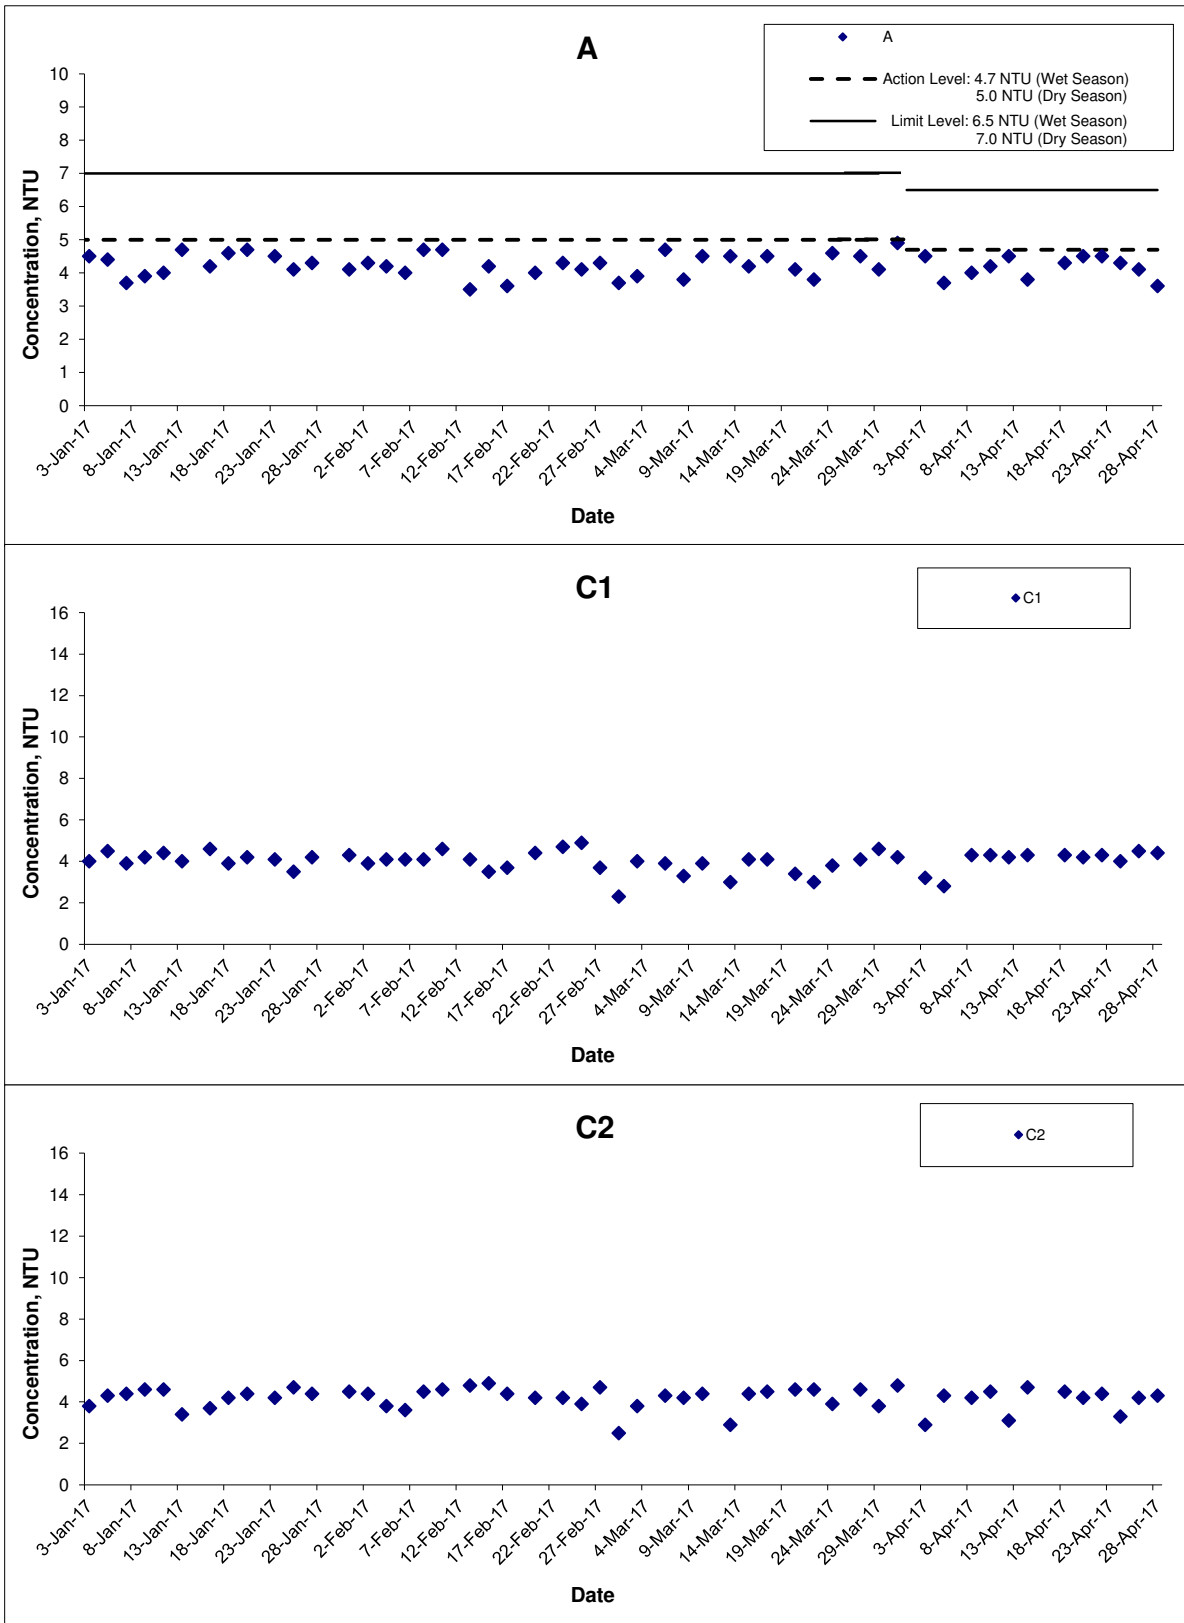 A
A
Action Level: 4.7 NTU (Wet Season)
5.0 NTU (Dry Season)
Limit Level: 6.5 NTU (Wet Season)
7.0 NTU (Dry Season)
Concentration, NTU
10
9
8
7
6
5
4
3
2
1
0
3-Jan-17
8-Jan-17
13-Jan-17
18-Jan-17
23-Jan-17
28-Jan-17
2-Feb-17
7-Feb-17
12-Feb-17
17-Feb-17
22-Feb-17
27-Feb-17
4-Mar-17
9-Mar-17
14-Mar-17
19-Mar-17
24-Mar-17
29-Mar-17
3-Apr-17
8-Apr-17
13-Apr-17
18-Apr-17
23-Apr-17
28-Apr-17
Date
C1
C1
Concentration, NTU
16
14
12
10
8
6
4
2
0
3-Jan-17
8-Jan-17
13-Jan-17
18-Jan-17
23-Jan-17
28-Jan-17
2-Feb-17
7-Feb-17
12-Feb-17
17-Feb-17
22-Feb-17
27-Feb-17
4-Mar-17
9-Mar-17
14-Mar-17
19-Mar-17
24-Mar-17
29-Mar-17
3-Apr-17
8-Apr-17
13-Apr-17
18-Apr-17
23-Apr-17
28-Apr-17
Date
C2
C2
Concentration, NTU
16
14
12
10
8
6
4
2
0
3-Jan-17
8-Jan-17
13-Jan-17
18-Jan-17
23-Jan-17
28-Jan-17
2-Feb-17
7-Feb-17
12-Feb-17
17-Feb-17
22-Feb-17
27-Feb-17
4-Mar-17
9-Mar-17
14-Mar-17
19-Mar-17
24-Mar-17
29-Mar-17
3-Apr-17
8-Apr-17
13-Apr-17
18-Apr-17
23-Apr-17
28-Apr-17
Date